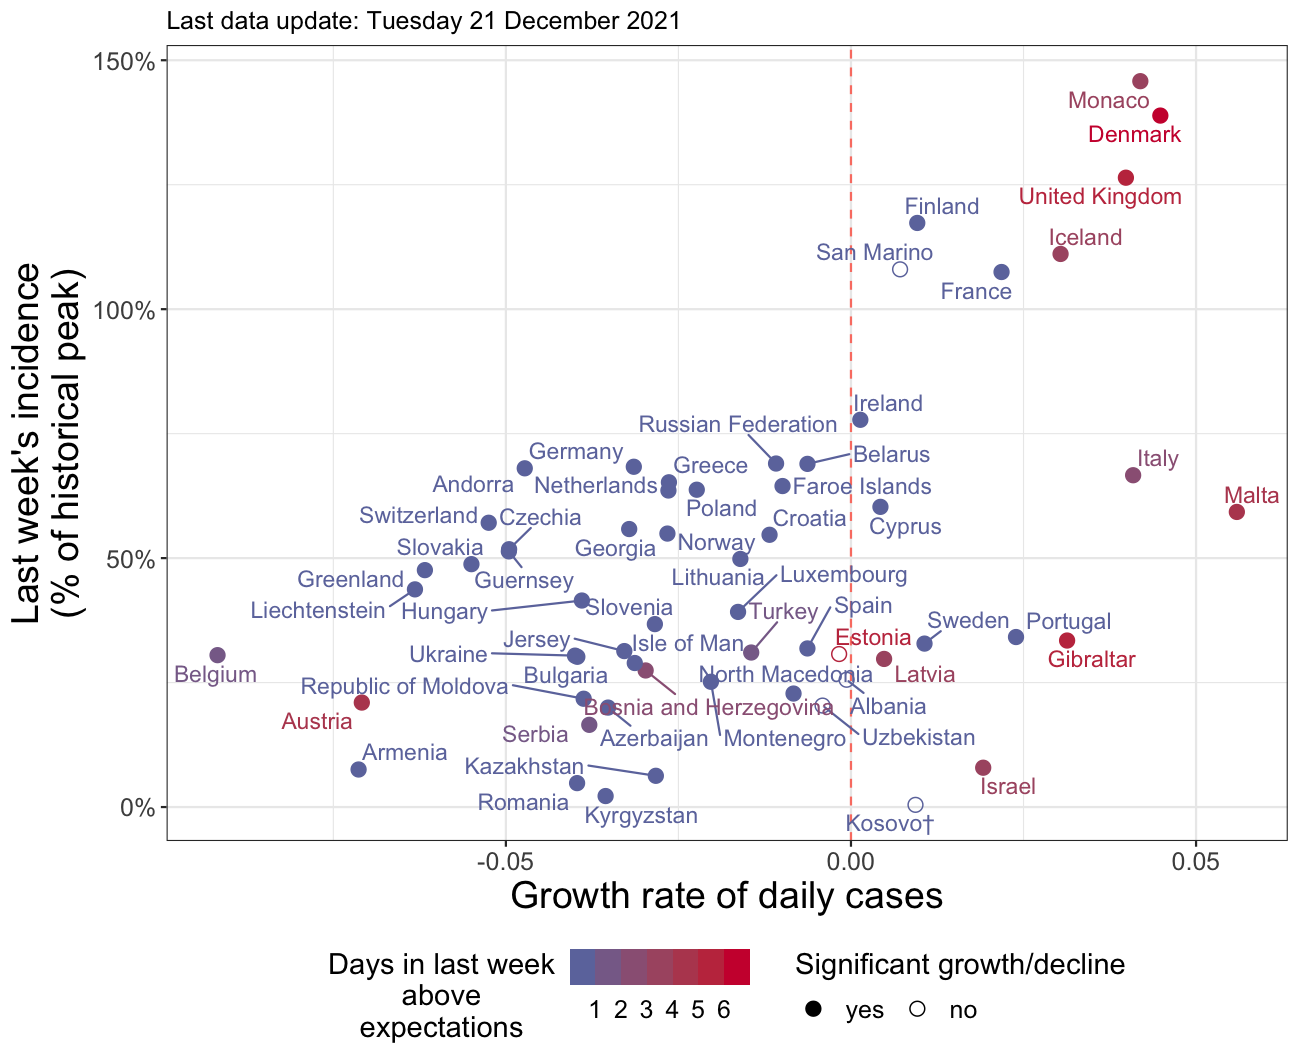 Last data update: Tuesday 21 December 2021
150%
Monaco
Denmark
United Kingdom
Finland
Iceland
San Marino
France
100%
Ireland
Russian Federation
Germany
Belarus
Greece
Italy
Andorra
Netherlands
Faroe Islands
Malta
Poland
Switzerland
Czechia
Croatia
Cyprus
Slovakia
Georgia
Norway
50%
Greenland
Guernsey
Lithuania
Luxembourg
Liechtenstein
Hungary
Slovenia
Turkey
Spain
Jersey
Isle of Man
Estonia
Sweden
Portugal
Ukraine
Gibraltar
Belgium
Bulgaria
North Macedonia
Latvia
Republic of Moldova
Bosnia and Herzegovina
Albania
Austria
Serbia
Azerbaijan
Montenegro
Uzbekistan
Armenia
Kazakhstan
Israel
Romania
0%
Kyrgyzstan
Kosovo†
Last week's incidence
(% of historical peak)
-0.05
0.00
0.05
Growth rate of daily cases
Days in last week
above
expectations
1 2 3 4 5 6
Significant growth/decline
yes
no